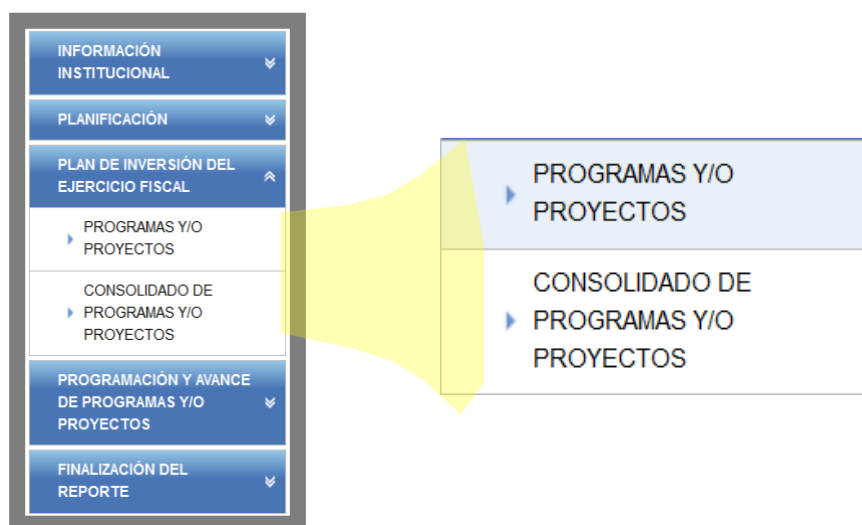 INFORMACIÓN
INSTITUCIONAL
PLANIFICACIÓN
PLAN DE INVERSIÓN DEL
EJERCICIO FISCAL
PROGRAMAS Y/O
PROYECTOS
CONSOLIDADO DE
PROGRAMAS Y/O
PROYECTOS
PROGRAMACIÓN Y AVANCE
DE PROGRAMAS Y/O
PROYECTOS
FINALIZACIÓN DEL
REPORTE
PROGRAMAS Y/O
PROYECTOS
CONSOLIDADO DE
PROGRAMAS Y/O
PROYECTOS